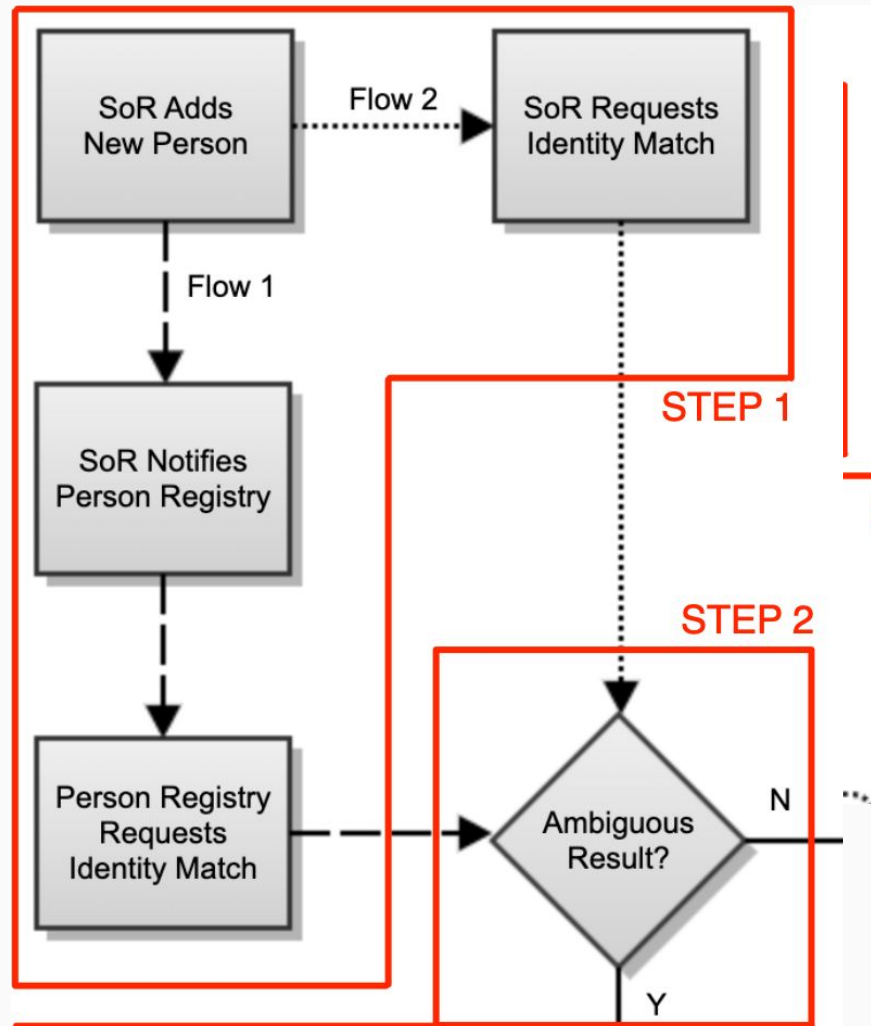 SoR Adds
New Person
Flow 2
SoR Requests
Identity Match
Flow 1
STEP 1
SoR Notifies
Person Registry
STEP 2
Person Registry
Requests
Identity Match
Ambiguous
Result?
N
Y